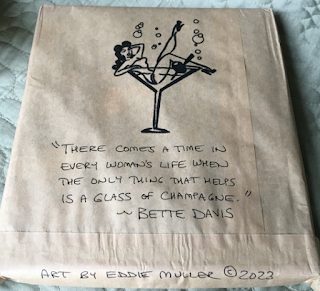 "THERE COMES A TIME IN
EVERY WOMAN'S LIFE WHEN
THE ONLY THING THAT HELPS
IS A GLASS OF CHAMPAGNE."
~ BETTE DAVIS
ART BY EDDIE MULLER © 2022